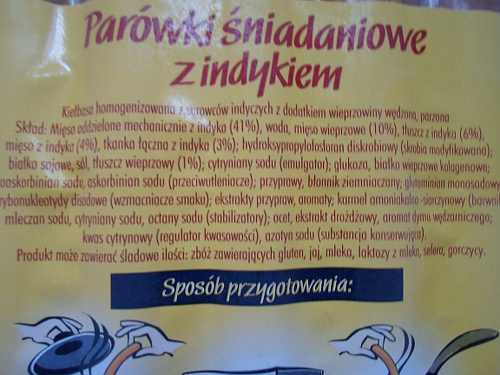 Parówki śniadaniowe
z indykiem
Kiełbasa homogenizowana z surowców indyczych z dodatkiem wieprzowiny wędzona, parzona
Skład: Mięso oddzielone mechanicznie z indyka (41%), woda, mięso wieprzowe (10%), tłuszcz z indyka (6%),
mięso z indyka (4%), tkanka łączna z indyka (3%); hydroksypropylofosforan diskrobiowy (skrobia modyfikowana);
białko sojowe, sól, tłuszcz wieprzowy (1%); cytryniany sodu (emulgator); glukoza, białko wieprzowe kolagenowe;
oaskorbinian sodu, askorbinian sodu (przeciwutleniacze); przyprawy, błonnik ziemniaczany; glutaminian monosodowy
rybonukleotydy disodowe (wzmacniacze smaku); ekstrakty przypraw, aromaty; karmel amoniakalno-siarczynowy (barwnik
mleczan sodu, cytryniany sodu, octany sodu (stabilizatory); ocet, ekstrakt drożdżowy, aromat dymu wędzarniczego;
kwas cytrynowy (regulator kwasowości), azotyn sodu (substancja konserwująca).
Produkt może zawierać śladowe ilości: zbóż zawierających gluten, jaj, mleka, laktozy z mleka, selera, gorczycy.
Sposób przygotowania: